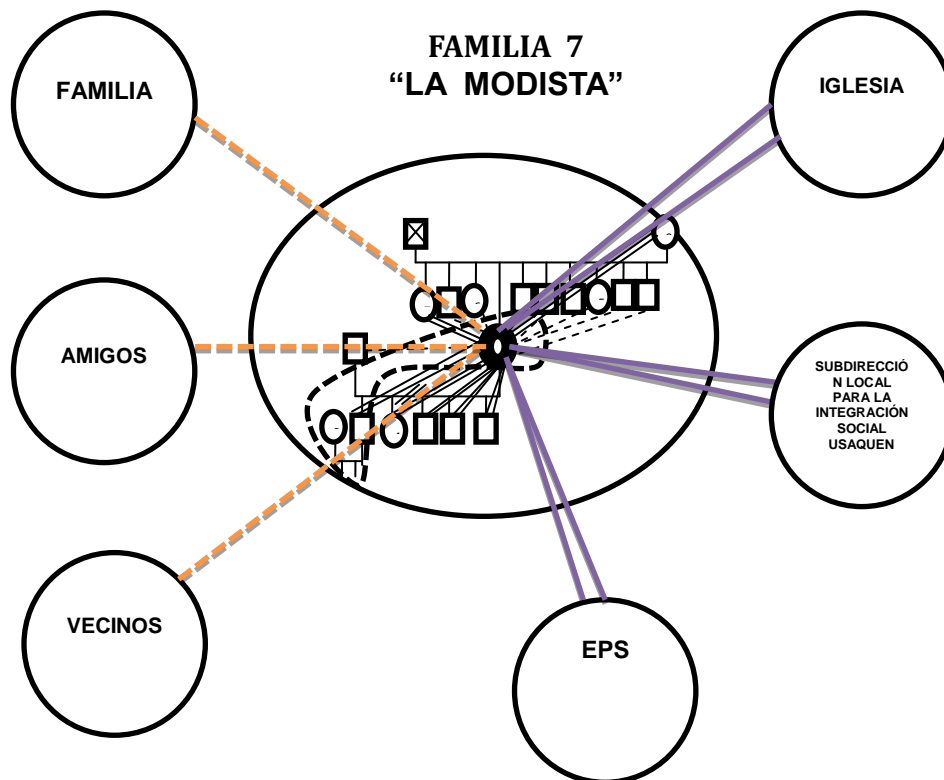 FAMILIA 7
“LA MODISTA”
FAMILIA
IGLESIA
AMIGOS
SUBDIRECCIÓ
N LOCAL
PARA LA
INTEGRACIÓN
SOCIAL
USAQUEN
VECINOS
EPS